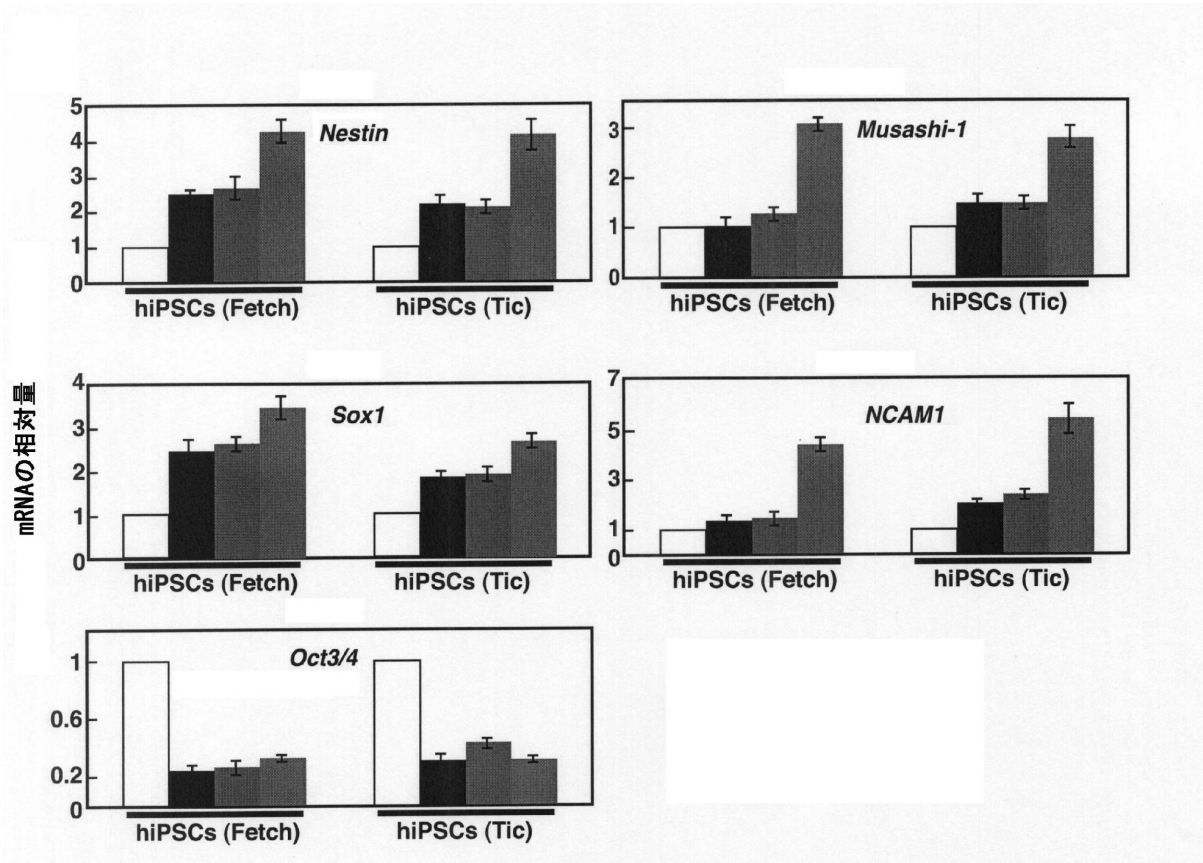 mRNAの相対量
5
4
3
2
1
0
Nestin
hiPSCs (Fetch)
hiPSCs (Tic)
3
2
1
0
Musashi-1
hiPSCs (Fetch)
hiPSCs (Tic)
4
3
2
1
0
Sox1
hiPSCs (Fetch)
hiPSCs (Tic)
7
5
3
1
0
NCAM1
hiPSCs (Fetch)
hiPSCs (Tic)
1
0.6
0.2
0
Oct3/4
hiPSCs (Fetch)
hiPSCs (Tic)